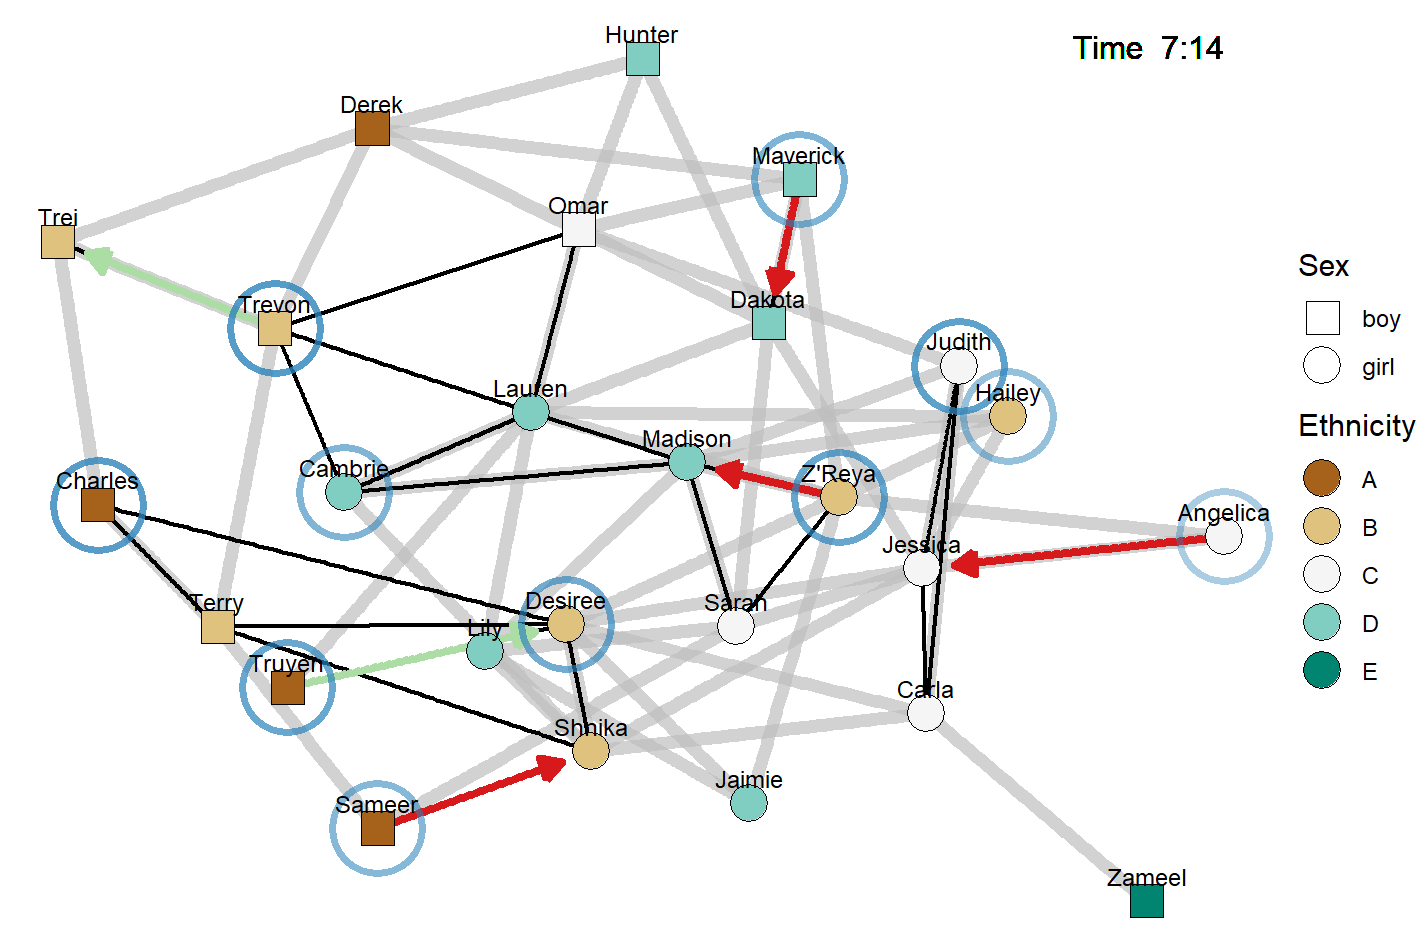 Hunter
Time 7:14
Derek
Maverick
Omar
Trei
Dakota
Trevon
Judith
Hailey
Lauren
Madison
Cambrie
Z'Reya
Charles
Angelica
Jessica
Desiree
Sarah
Terry
Lily
Truyen
Carla
Shnika
Jaimie
Sameer
Zameel
Sex
boy
girl
Ethnicity
A
B
C
D
E